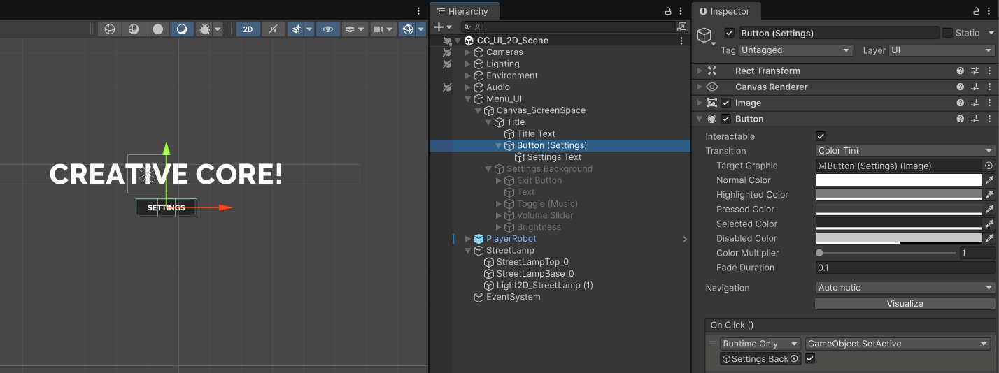 2D
CREATIVE CORE!
SETTINGS
Hierarchy
All
CC_UI_2D_Scene
Cameras
Lighting
Environment
Audio
Menu_UI
Canvas_ScreenSpace
Title
Title Text
Button (Settings)
Settings Text
Settings Background
Exit Button
Text
Toggle (Music)
Volume Slider
Brightness
PlayerRobot
StreetLamp
StreetLampTop_0
StreetLampBase_0
Light2D_StreetLamp (1)
EventSystem
Inspector
Button (Settings)
Static
Tag Untagged Layer UI
Rect Transform
Canvas Renderer
Image
Button
Interactable
Transition Color Tint
Target Graphic Button (Settings) (Image)
Normal Color
Highlighted Color
Pressed Color
Selected Color
Disabled Color
Color Multiplier 1
Fade Duration 0.1
Navigation Automatic
Visualize
On Click ()
Runtime Only GameObject.SetActive
Settings Back